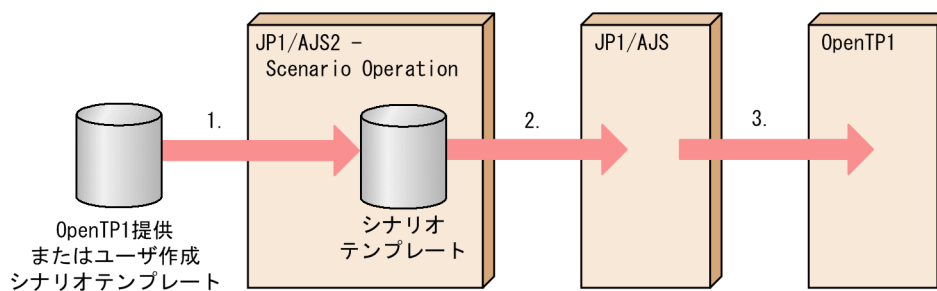 JP1/AJS2 -
Scenario Operation
JP1/AJS
OpenTP1
1.
2.
3.
OpenTP1提供
またはユーザ作成
シナリオテンプレート
シナリオ
テンプレート